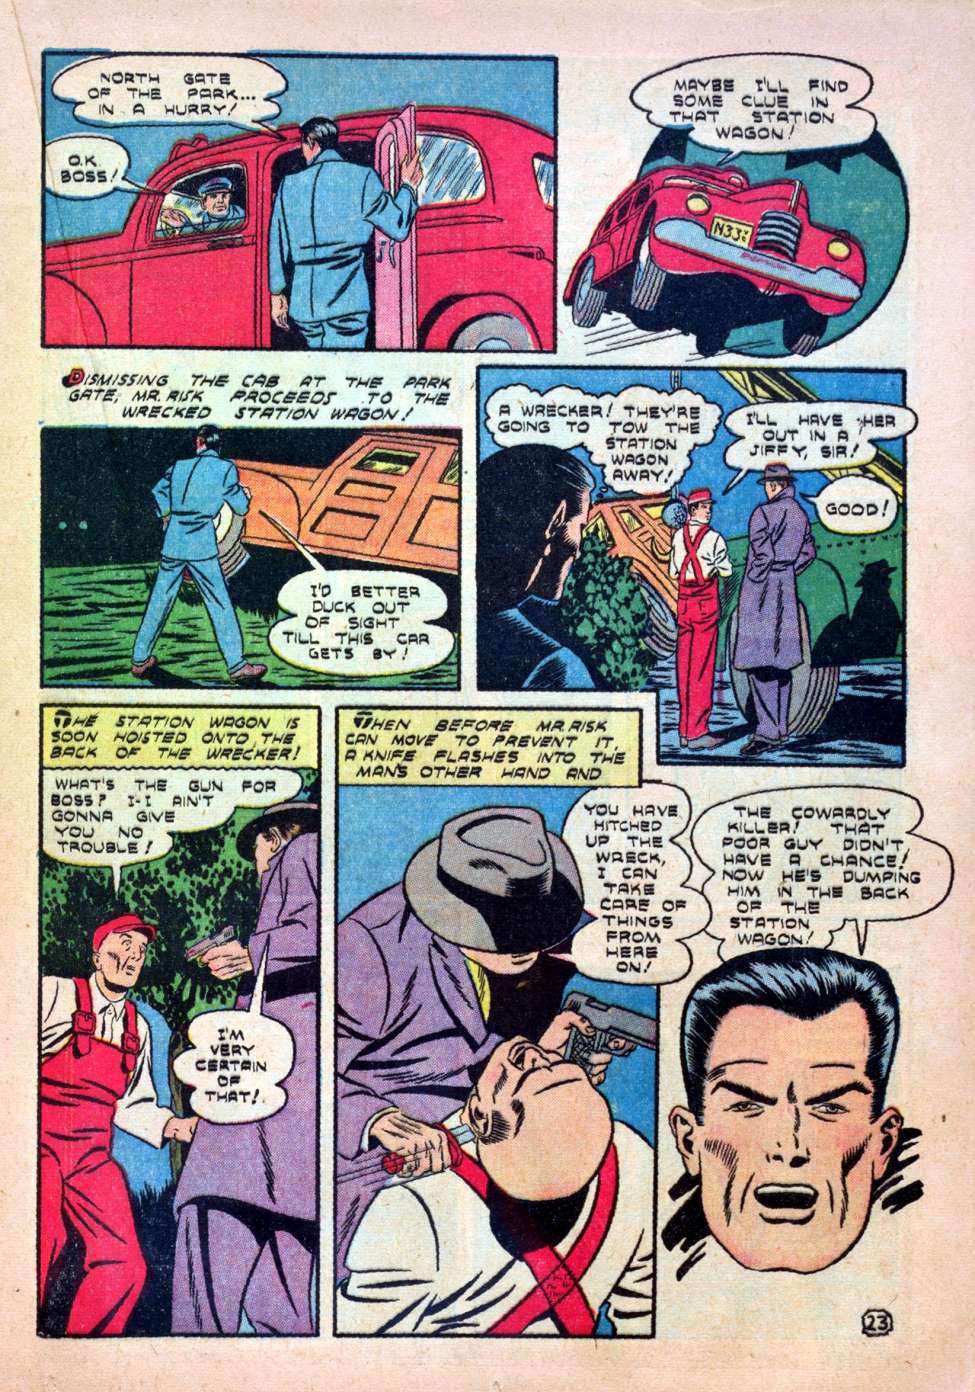 NORTH GATE
OF THE PARK...
IN A HURRY!
O.K.
BOSS!
MAYBE I'LL FIND
SOME CLUE IN
THAT STATION
WAGON!
N33
DISMISSING THE CAB AT THE PARK
GATE, MR. RISK PROCEEDS TO THE
WRECKED STATION WAGON!
I'D BETTER
DUCK OUT
OF SIGHT
TILL THIS CAR
GETS BY!
A WRECKER! THEY'RE
GOING TO TOW THE
STATION
WAGON
AWAY!
I'LL HAVE HER
OUT IN A
JIFFY, SIR!
GOOD!
THE STATION WAGON IS
SOON HOISTED ONTO THE
BACK OF THE WRECKER!
WHAT'S THE GUN FOR
BOSS? I-I AIN'T
GONNA GIVE
YOU NO
TROUBLE!
I'M
VERY
CERTAIN
OF
THAT!
THEN BEFORE MR. RISK
CAN MOVE TO PREVENT IT,
A KNIFE FLASHES INTO THE
MAN'S OTHER HAND AND
YOU HAVE
HITCHED
UP THE
WRECK,
I CAN
TAKE
CARE OF
THINGS
FROM
HERE
ON!
THE COWARDLY
KILLER! THAT
POOR GUY DIDN'T
HAVE A CHANCE!
NOW HE'S DUMPING
HIM IN THE BACK
OF THE
STATION
WAGON!
23